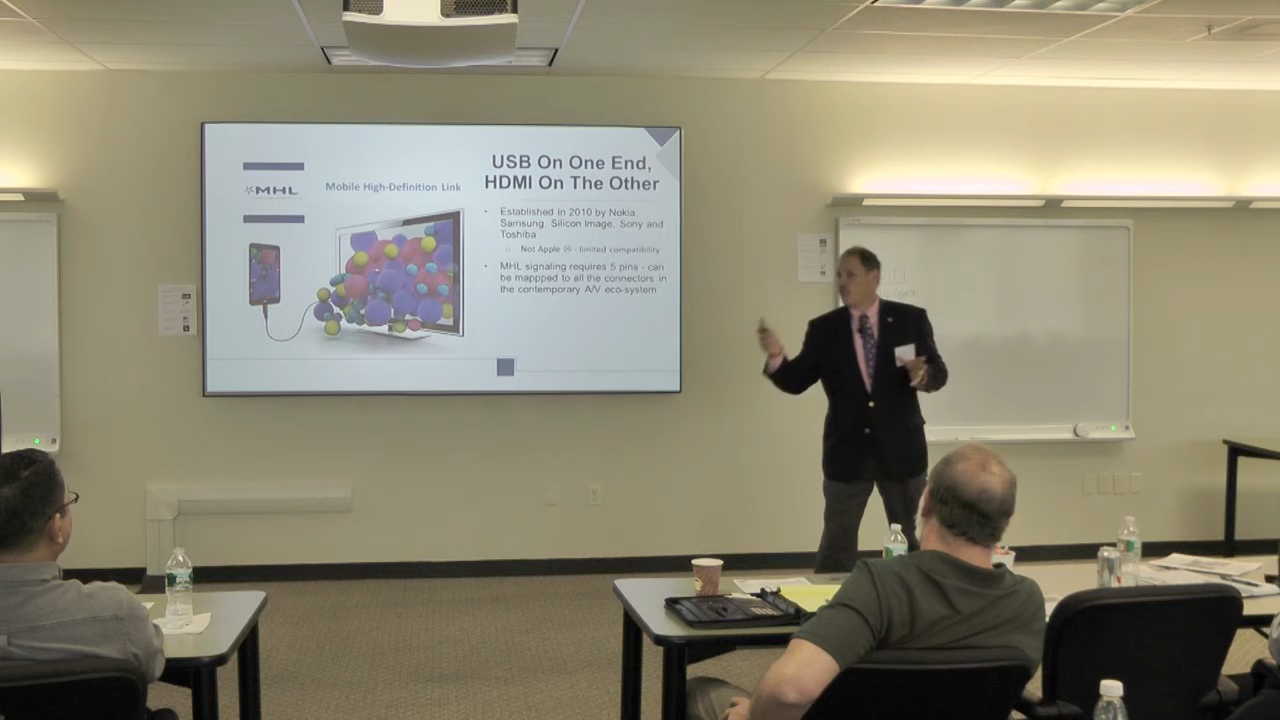 MHL
Mobile High-Definition Link
USB On One End,
HDMI On The Other
• Established in 2010 by Nokia,
Samsung, Silicon Image, Sony and
Toshiba
○ Not Apple ® - limited compatibility
• MHL signaling requires 5 pins - can
be mappped to all the connectors in
the contemporary A/V eco-system